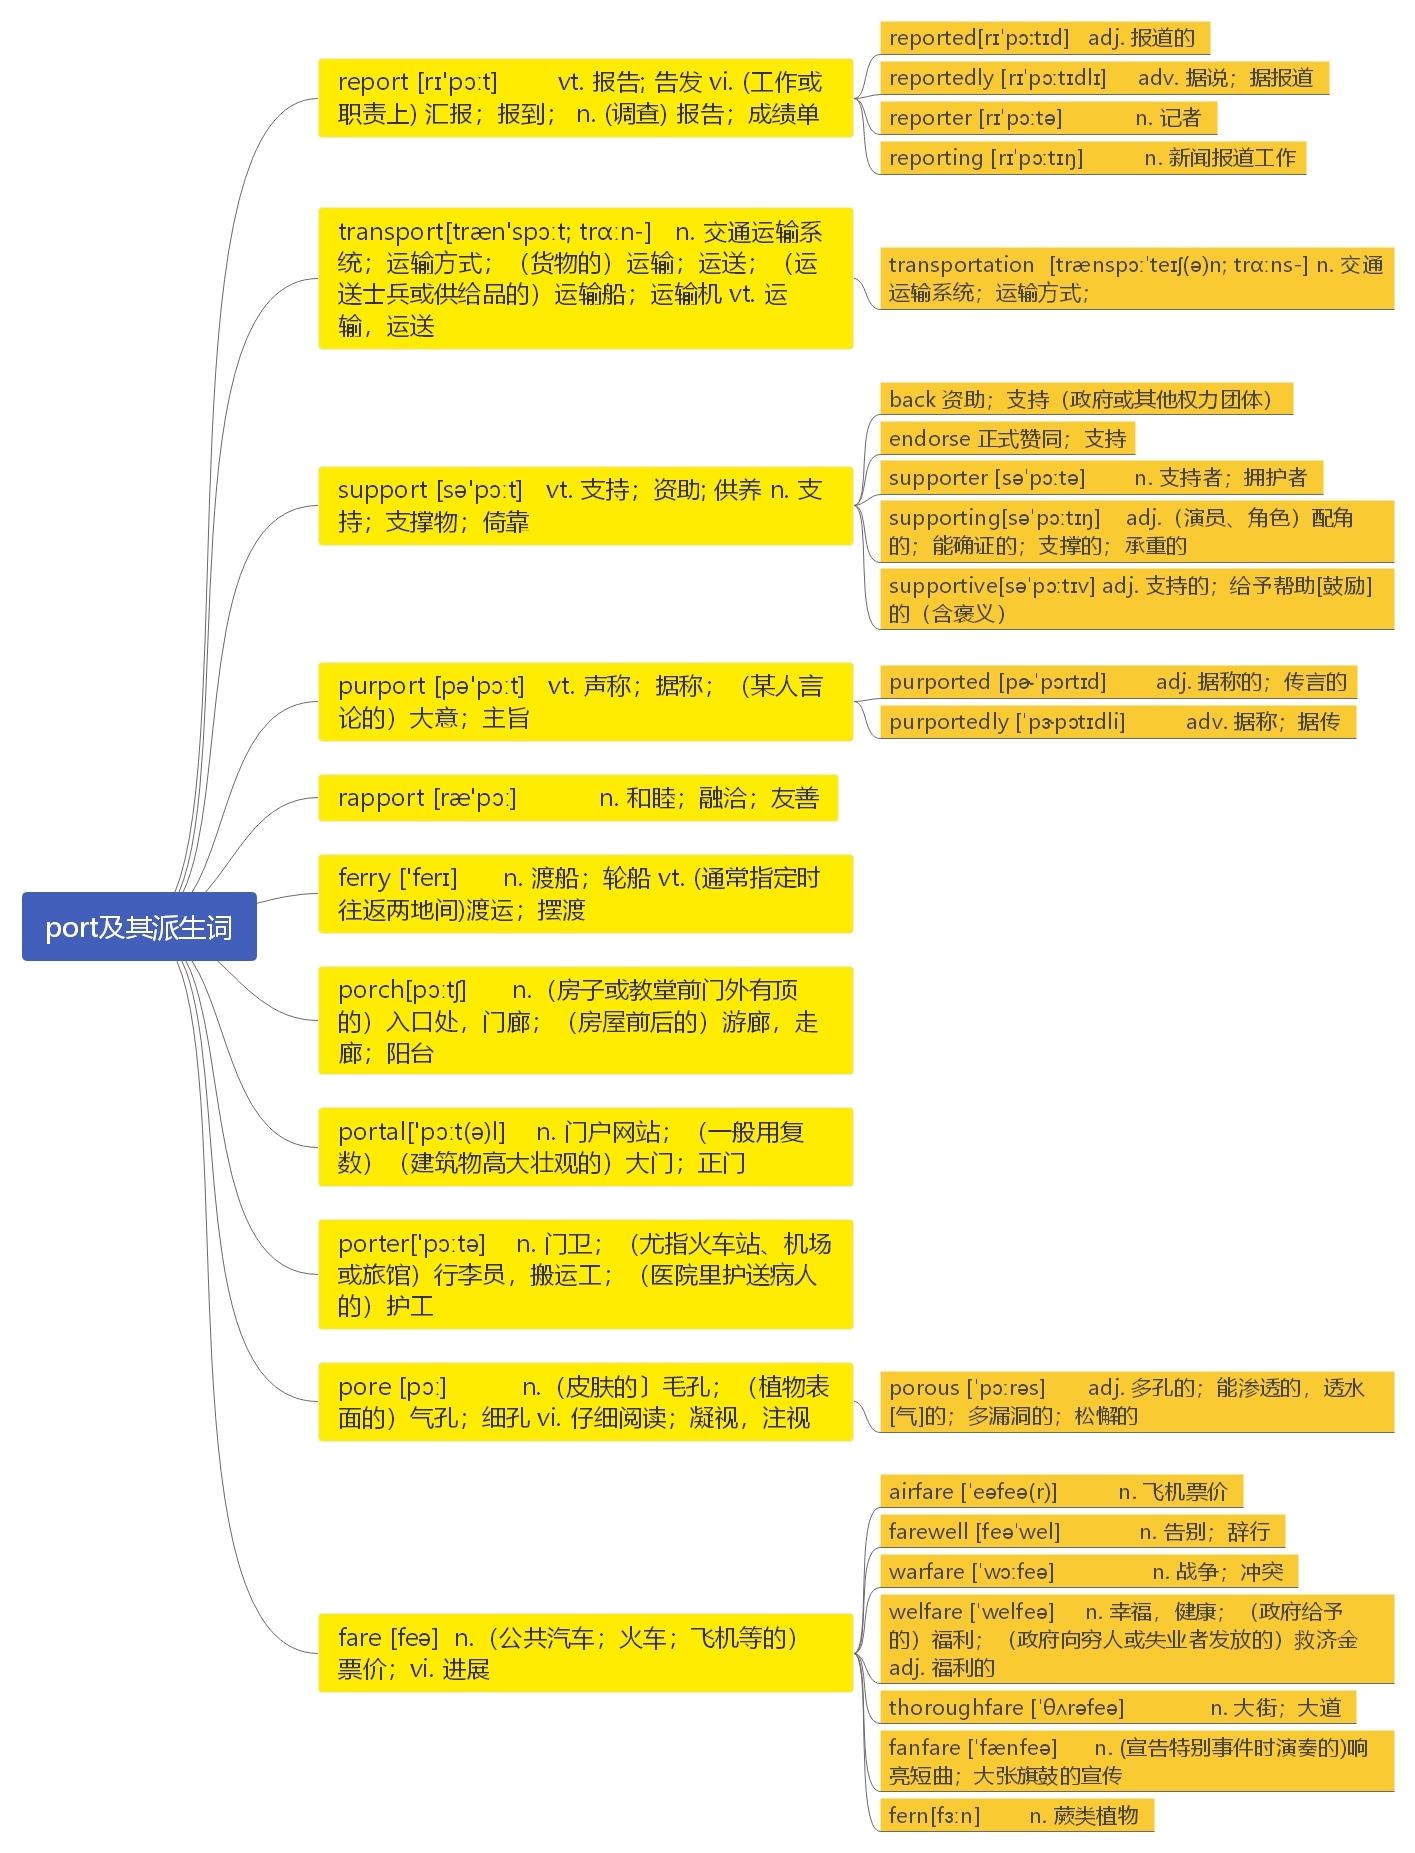 port及其派生词
report [rɪ'pɔːt] vt. 报告; 告发 vi. (工作或
职责上) 汇报；报到； n. (调查) 报告；成绩单
reported[rɪˈpɔːtɪd] adj. 报道的
reportedly [rɪˈpɔːtɪdlɪ] adv. 据说；据报道
reporter [rɪˈpɔːtə] n. 记者
reporting [rɪˈpɔːtɪŋ] n. 新闻报道工作
transport[træn'spɔːt; trɑːn-] n. 交通运输系
统；运输方式；（货物的）运输；运送；（运
送士兵或供给品的）运输船；运输机 vt. 运
输，运送
transportation [trænspɔːˈteɪʃ(ə)n; trɑːns-] n. 交通
运输系统；运输方式；
support [sə'pɔːt] vt. 支持；资助; 供养 n. 支
持；支撑物；倚靠
back 资助；支持（政府或其他权力团体）
endorse 正式赞同；支持
supporter [səˈpɔːtə] n. 支持者；拥护者
supporting[səˈpɔːtɪŋ] adj.（演员、角色）配角
的；能确证的；支撑的；承重的
supportive[səˈpɔːtɪv] adj. 支持的；给予帮助[鼓励]
的（含褒义）
purport [pə'pɔːt] vt. 声称；据称；（某人言
论的）大意；主旨
purported [pɚˈpɔrtɪd] adj. 据称的；传言的
purportedly [ˈpɝpɔtɪdli] adv. 据称；据传
rapport [ræ'pɔː] n. 和睦；融洽；友善
ferry ['ferɪ] n. 渡船；轮船 vt. (通常指定时
往返两地间)渡运；摆渡
porch[pɔːtʃ] n.（房子或教堂前门外有顶
的）入口处，门廊；（房屋前后的）游廊，走
廊；阳台
portal['pɔːt(ə)l] n. 门户网站；（一般用复
数）（建筑物高大壮观的）大门；正门
porter['pɔːtə] n. 门卫；（尤指火车站、机场
或旅馆）行李员，搬运工；（医院里护送病人
的）护工
pore [pɔː] n.（皮肤的〕毛孔；（植物表
面的）气孔；细孔 vi. 仔细阅读；凝视，注视
porous [ˈpɔːrəs] adj. 多孔的；能渗透的，透水
[气]的；多漏洞的；松懈的
fare [feə] n.（公共汽车；火车；飞机等的）
票价；vi. 进展
airfare [ˈeəfeə(r)] n. 飞机票价
farewell [feəˈwel] n. 告别；辞行
warfare [ˈwɔːfeə] n. 战争；冲突
welfare [ˈwelfeə] n. 幸福，健康；（政府给予
的）福利；（政府向穷人或失业者发放的）救济金
adj. 福利的
thoroughfare [ˈθʌrəfeə] n. 大街；大道
fanfare [ˈfænfeə] n. (宣告特别事件时演奏的)响
亮短曲；大张旗鼓的宣传
fern[fɜːn] n. 蕨类植物